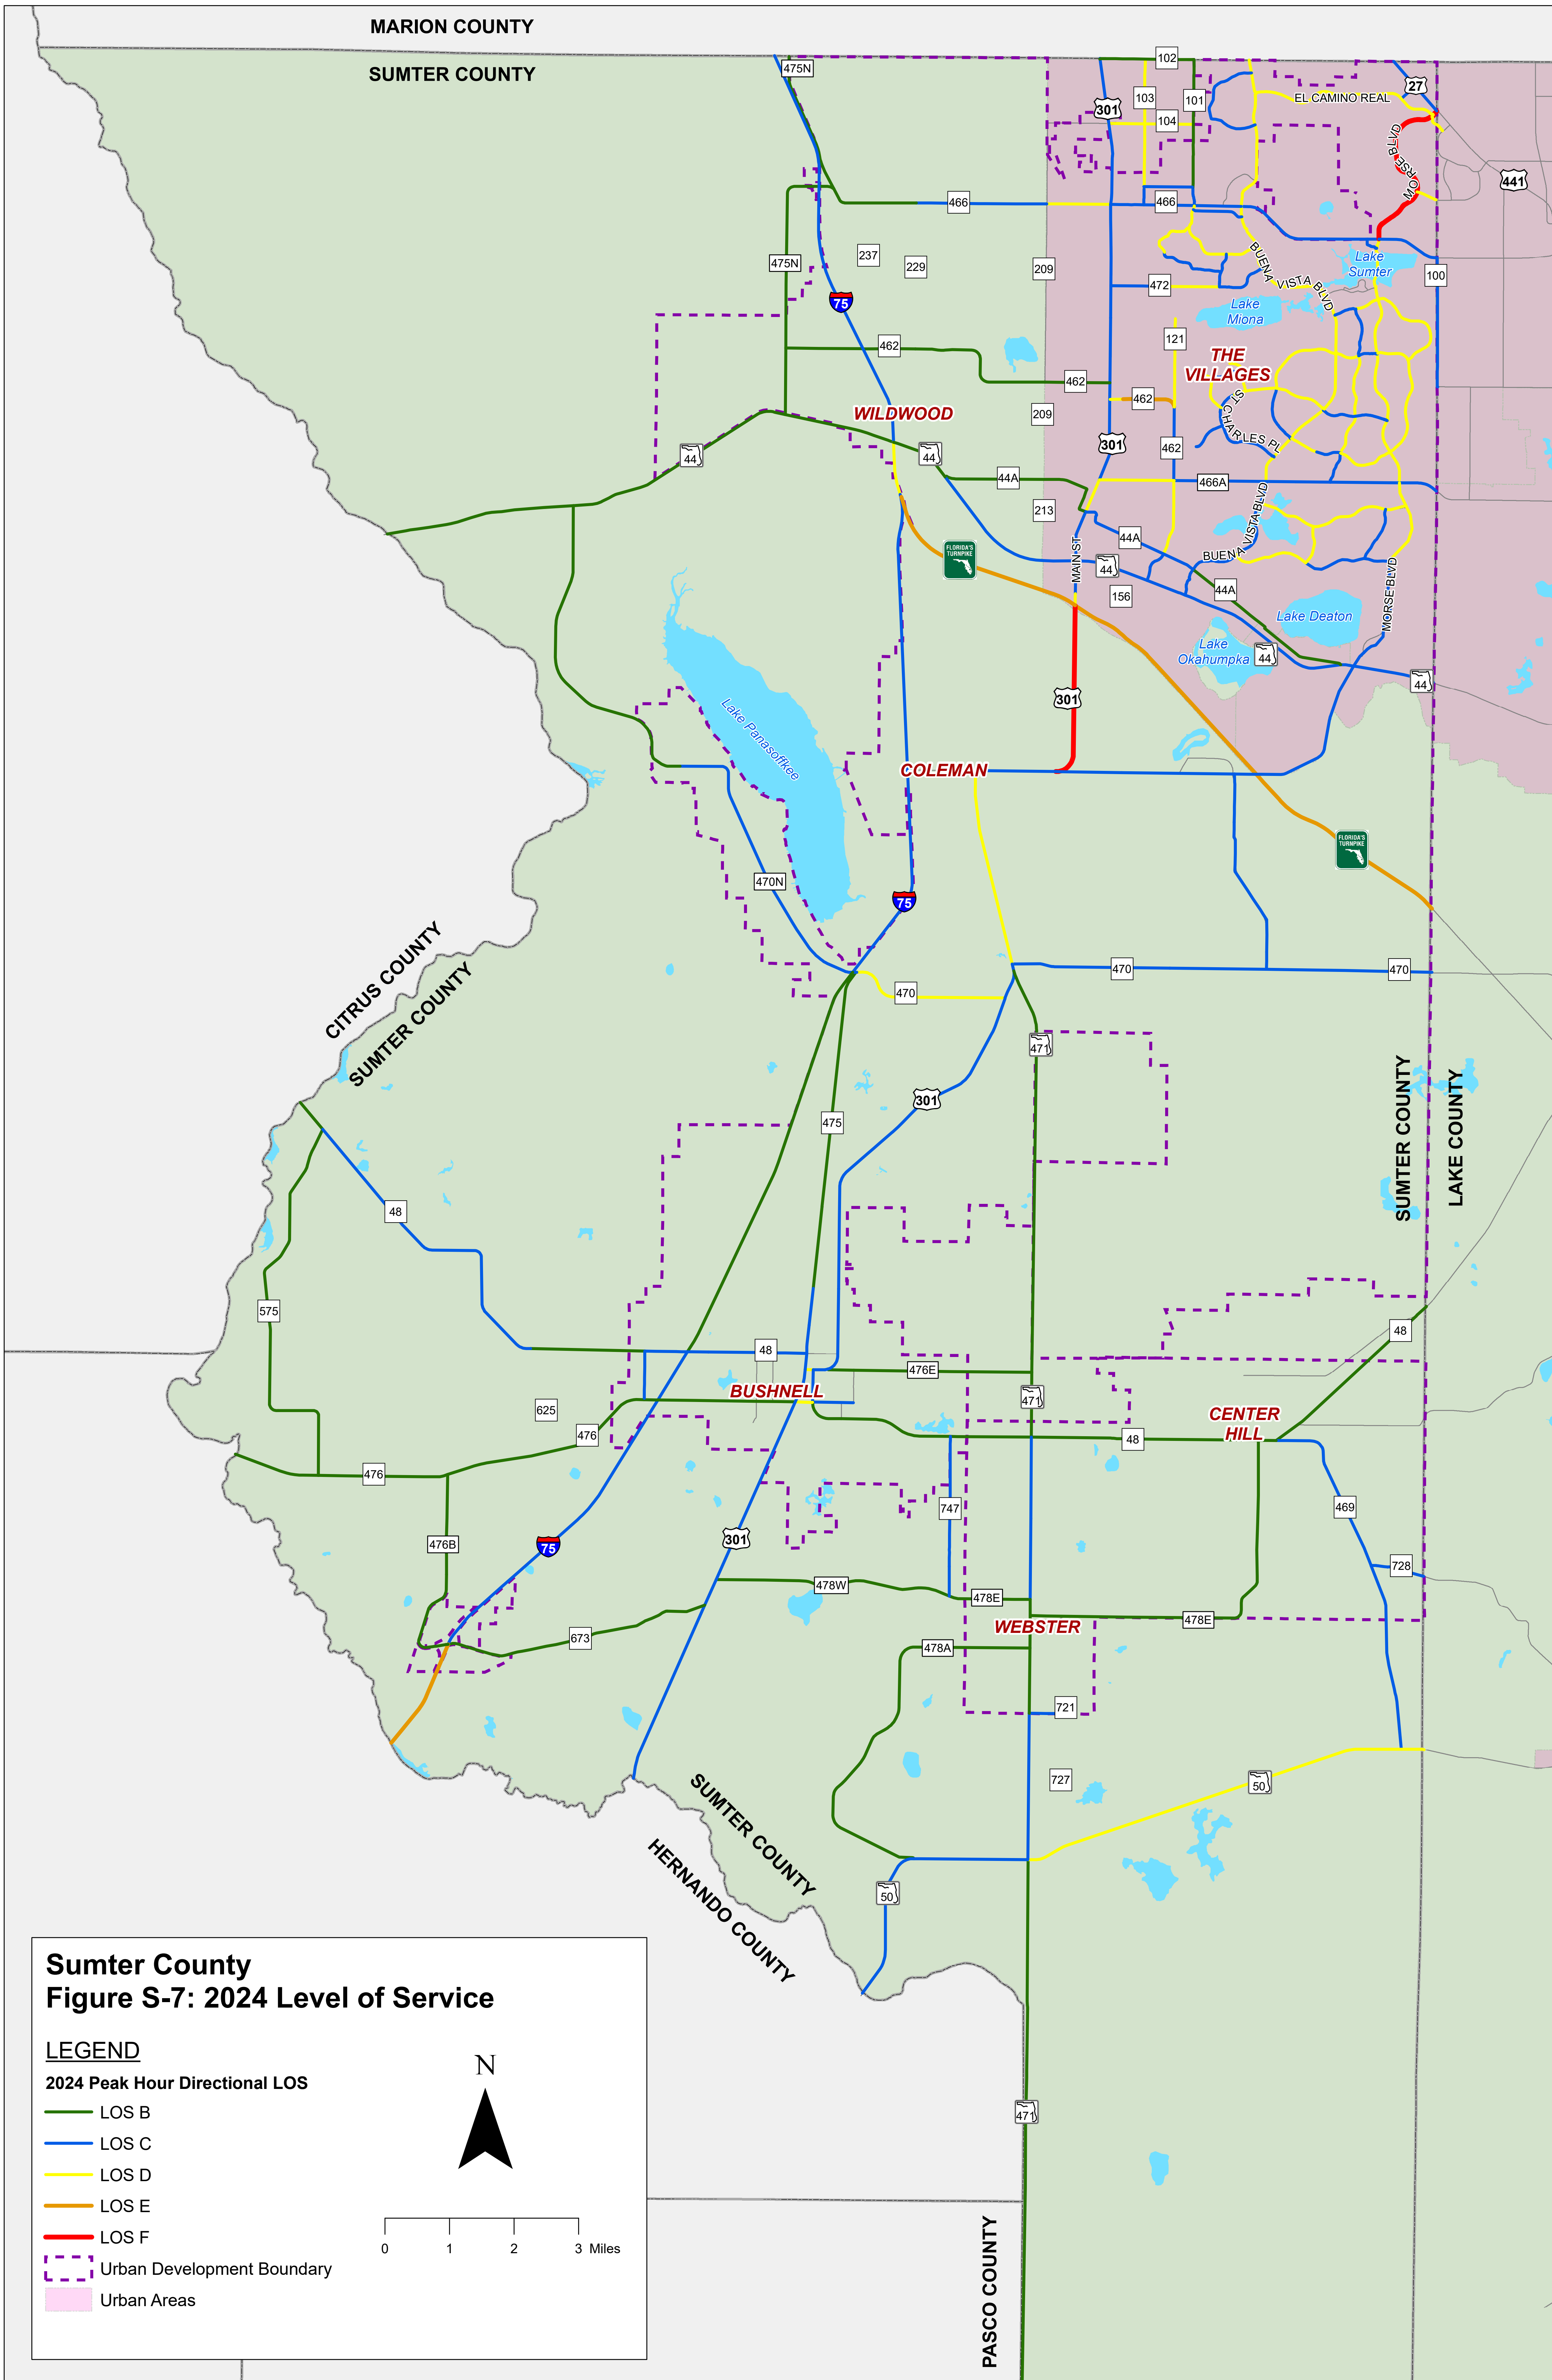 MARION COUNTY
SUMTER COUNTY
475N
102
27
103
101
EL CAMINO REAL
301
104
MORSE BLVD
441
466
466
475N
237
229
209
BUENA VISTA BLVD
Lake
Sumter
100
472
75
Lake
Miona
121
462
THE
VILLAGES
462
462
WILDWOOD
209
ST CHARLES PL
301
462
44
44
44A
466A
213
BUENA VISTA BLVD
44A
FLORIDA'S
TURNPIKE
MAIN ST
44
156
44A
MORSE BLVD
Lake Deaton
Lake
Okahumpka
44
44
301
Lake Panasoffkee
COLEMAN
FLORIDA'S
TURNPIKE
470N
75
CITRUS COUNTY
SUMTER COUNTY
470
470
470
471
301
SUMTER COUNTY
LAKE COUNTY
475
48
575
48
48
476E
BUSHNELL
471
625
CENTER
HILL
476
48
476
747
469
476B
301
75
728
478W
478E
478E
WEBSTER
673
478A
721
727
50
SUMTER COUNTY
HERNANDO COUNTY
50
471
PASCO COUNTY
Sumter County
Figure S-7: 2024 Level of Service
LEGEND
2024 Peak Hour Directional LOS
LOS B
LOS C
LOS D
LOS E
LOS F
Urban Development Boundary
Urban Areas
N
0 1 2 3 Miles